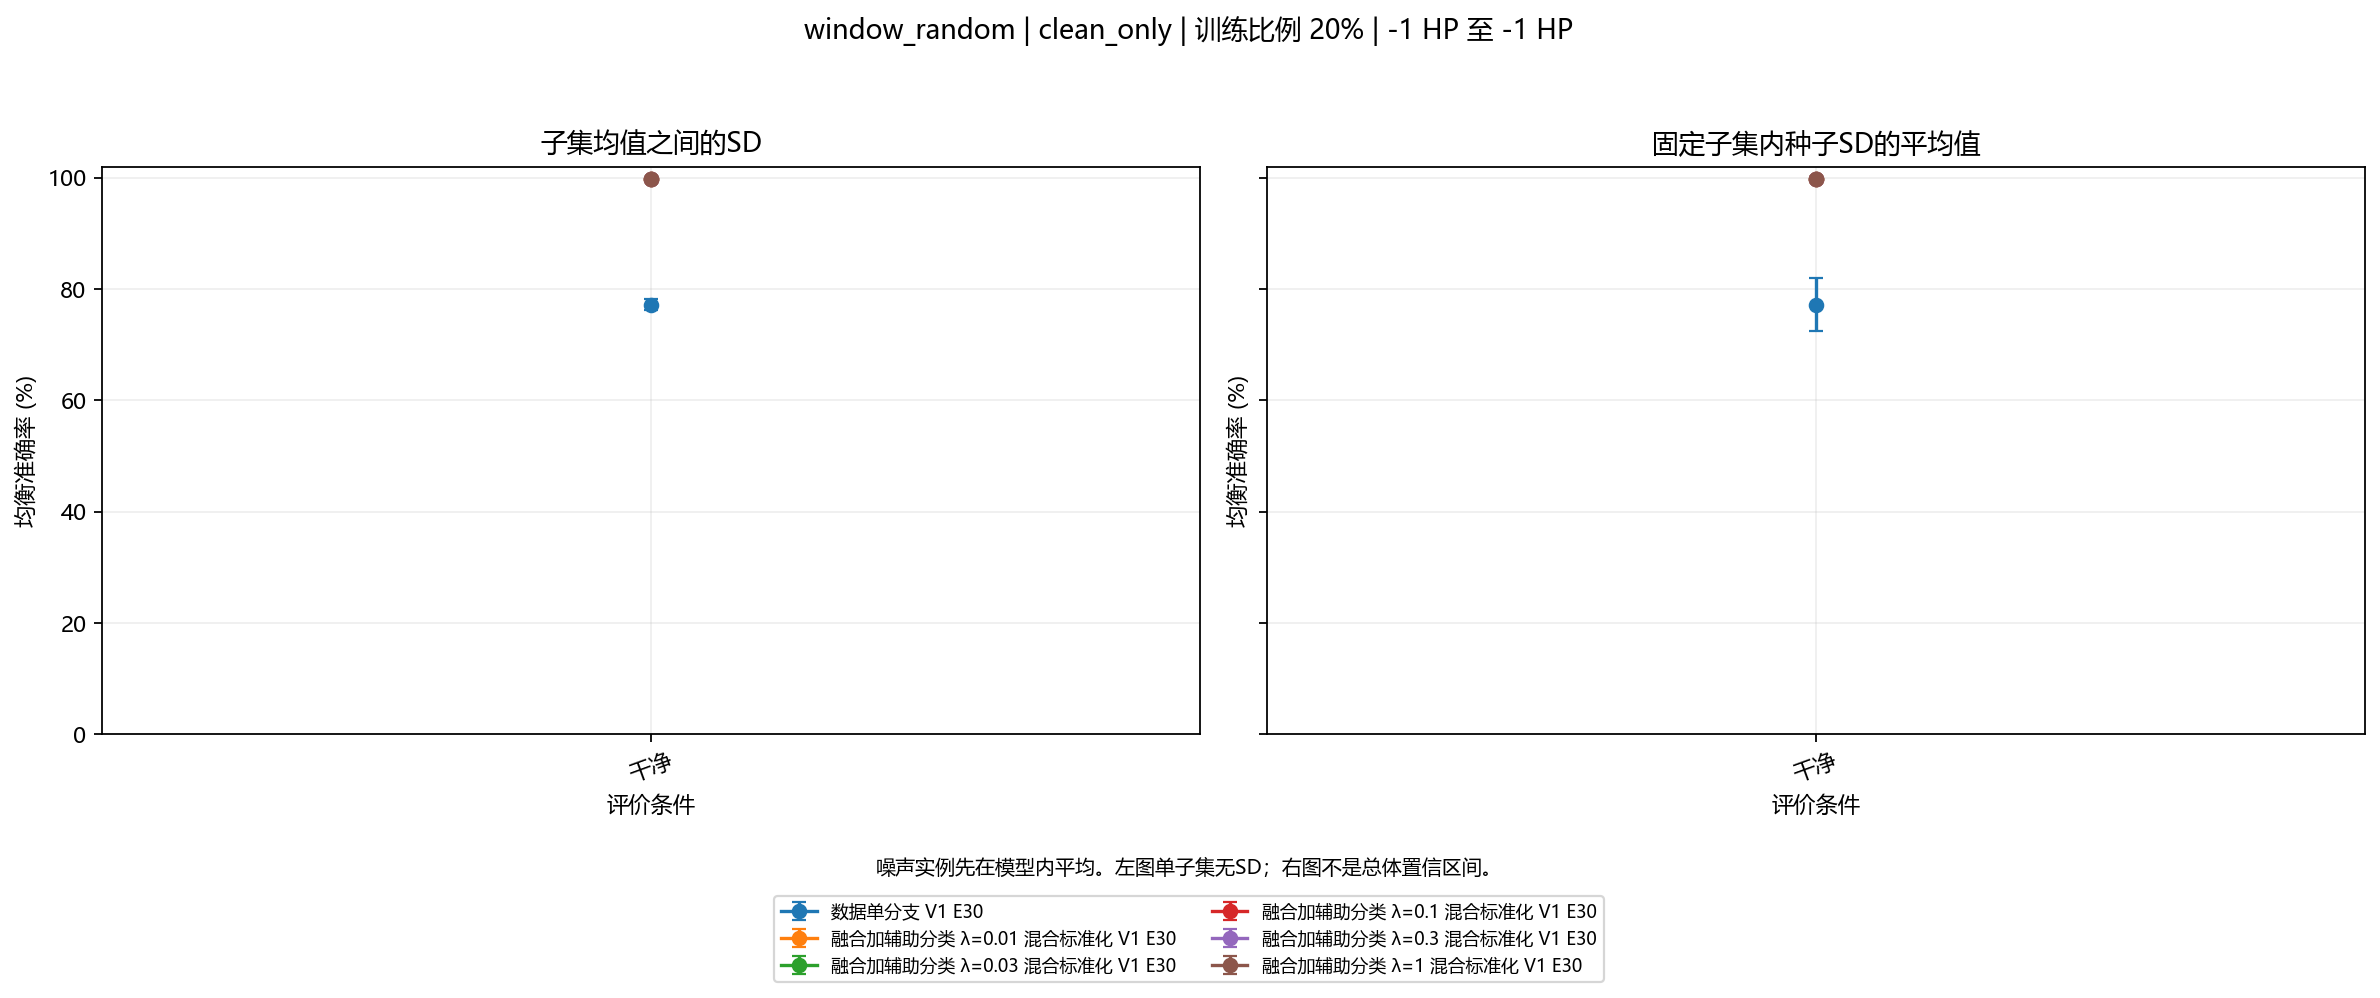 window_random | clean_only | 训练比例 20% | -1 HP 至 -1 HP
子集均值之间的SD
固定子集内种子SD的平均值
100
80
60
40
20
0
均衡准确率 (%)
均衡准确率 (%)
干净
干净
评价条件
评价条件
噪声实例先在模型内平均。左图单子集无SD；右图不是总体置信区间。
数据单分支 V1 E30
融合加辅助分类 λ=0.01 混合标准化 V1 E30
融合加辅助分类 λ=0.03 混合标准化 V1 E30
融合加辅助分类 λ=0.1 混合标准化 V1 E30
融合加辅助分类 λ=0.3 混合标准化 V1 E30
融合加辅助分类 λ=1 混合标准化 V1 E30